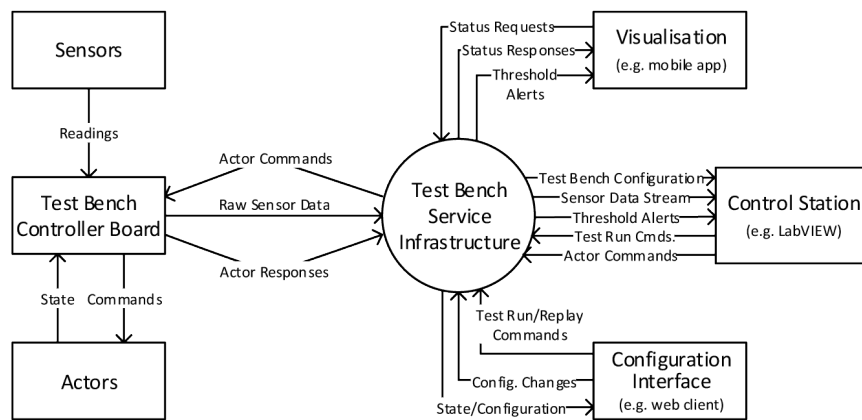 Sensors
Readings
Test Bench
Controller Board
State
Commands
Actors
Actor Commands
Raw Sensor Data
Actor Responses
Test Bench
Service
Infrastructure
Status Requests
Status Responses
Threshold
Alerts
Visualisation
(e.g. mobile app)
Test Bench Configuration
Sensor Data Stream
Threshold Alerts
Test Run Cmds.
Actor Commands
Control Station
(e.g. LabVIEW)
Test Run/Replay
Commands
Config. Changes
State/Configuration
Configuration
Interface
(e.g. web client)